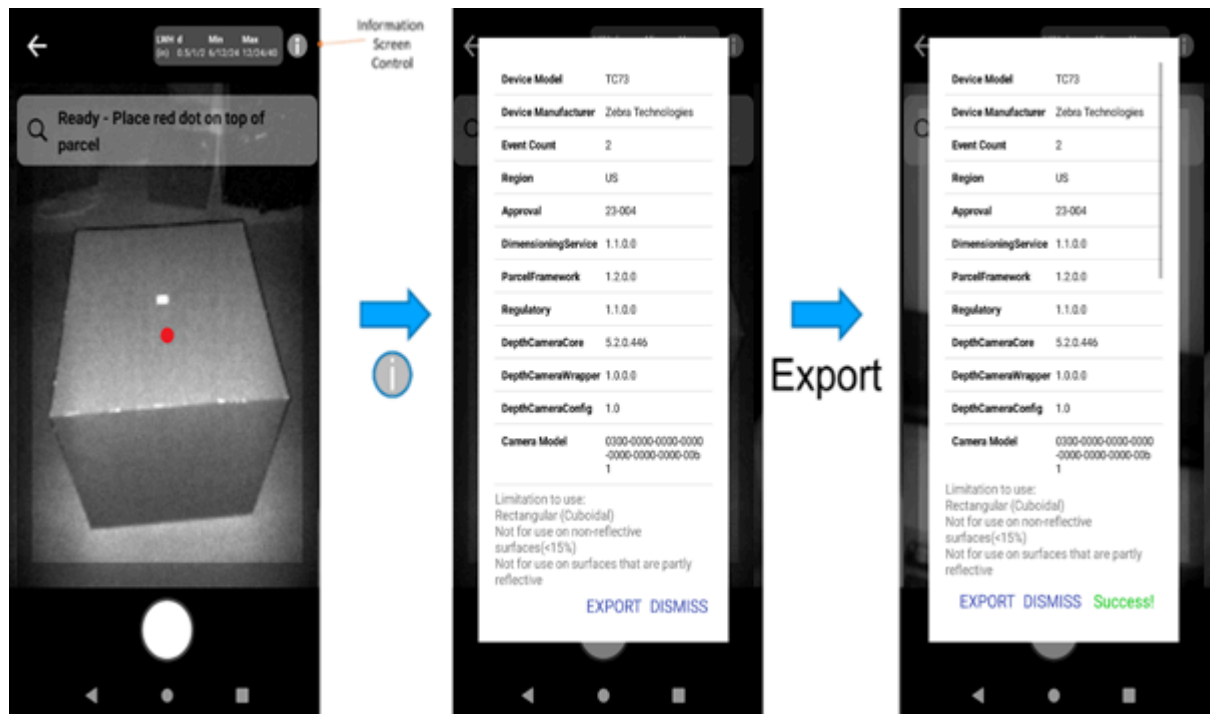 LWH d Min Max
(in) 0.5/1/2 6/12/24 12/24/40
Information
Screen
Control
Ready - Place red dot on top of
parcel
Device Model TC73
Device Manufacturer Zebra Technologies
Event Count 2
Region US
Approval 23-004
DimensioningService 1.1.0.0
ParcelFramework 1.2.0.0
Regulatory 1.1.0.0
DepthCameraCore 5.2.0.446
DepthCameraWrapper 1.0.0.0
DepthCameraConfig 1.0
Camera Model 0300-0000-0000-0000
-0000-0000-0000-00b
1
Limitation to use:
Rectangular (Cuboidal)
Not for use on non-reflective
surfaces(<15%)
Not for use on surfaces that are partly
reflective
EXPORT DISMISS
Export
Device Model TC73
Device Manufacturer Zebra Technologies
Event Count 2
Region US
Approval 23-004
DimensioningService 1.1.0.0
ParcelFramework 1.2.0.0
Regulatory 1.1.0.0
DepthCameraCore 5.2.0.446
DepthCameraWrapper 1.0.0.0
DepthCameraConfig 1.0
Camera Model 0300-0000-0000-0000
-0000-0000-0000-00b
1
Limitation to use:
Rectangular (Cuboidal)
Not for use on non-reflective
surfaces(<15%)
Not for use on surfaces that are partly
reflective
EXPORT DISMISS Success!